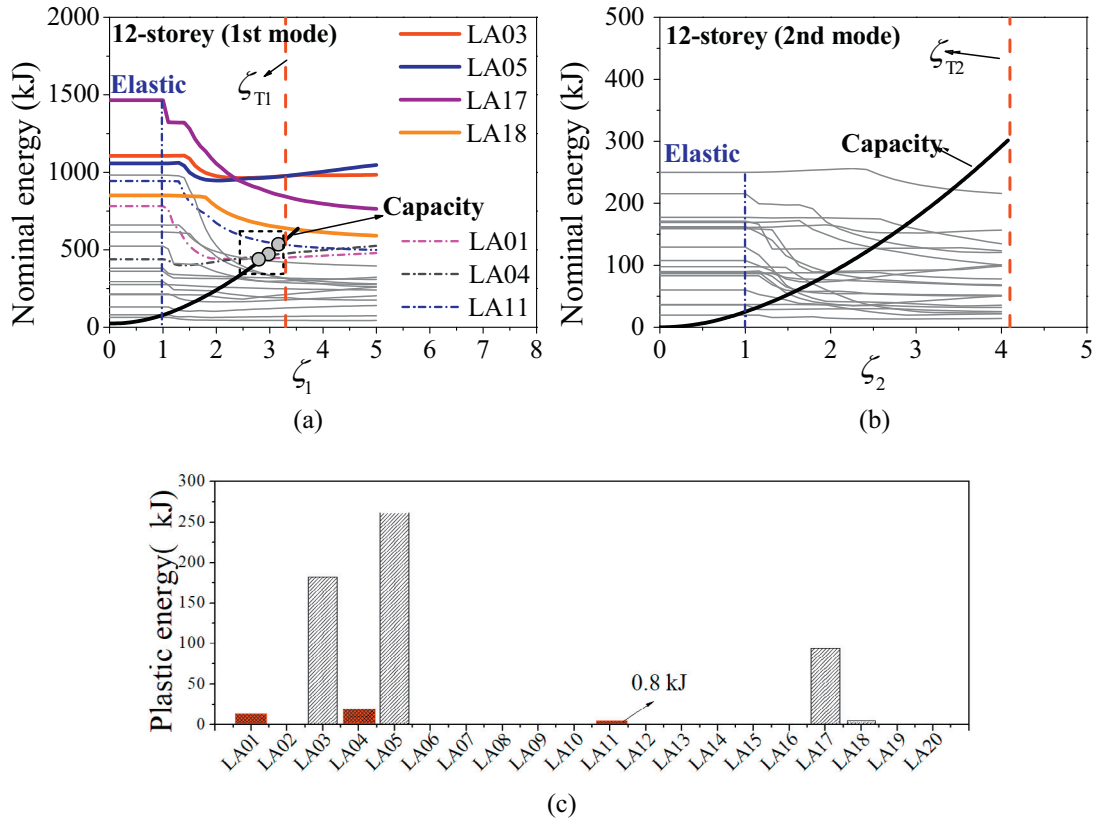 2000
1500
1000
500
0
0 1 2 3 4 5 6 7 8
Nominal energy (kJ)
12-storey (1st mode)
Elastic
ζT1
Capacity
LA03
LA05
LA17
LA18
LA01
LA04
LA11
ζ1
(a)
500
400
300
200
100
0
0 1 2 3 4 5
Nominal energy (kJ)
12-storey (2nd mode)
Elastic
ζT2
Capacity
ζ2
(b)
300
250
200
150
100
50
0
Plastic energy( kJ)
0.8 kJ
LA01 LA02 LA03 LA04 LA05 LA06 LA07 LA08 LA09 LA10 LA11 LA12 LA13 LA14 LA15 LA16 LA17 LA18 LA19 LA20
(c)